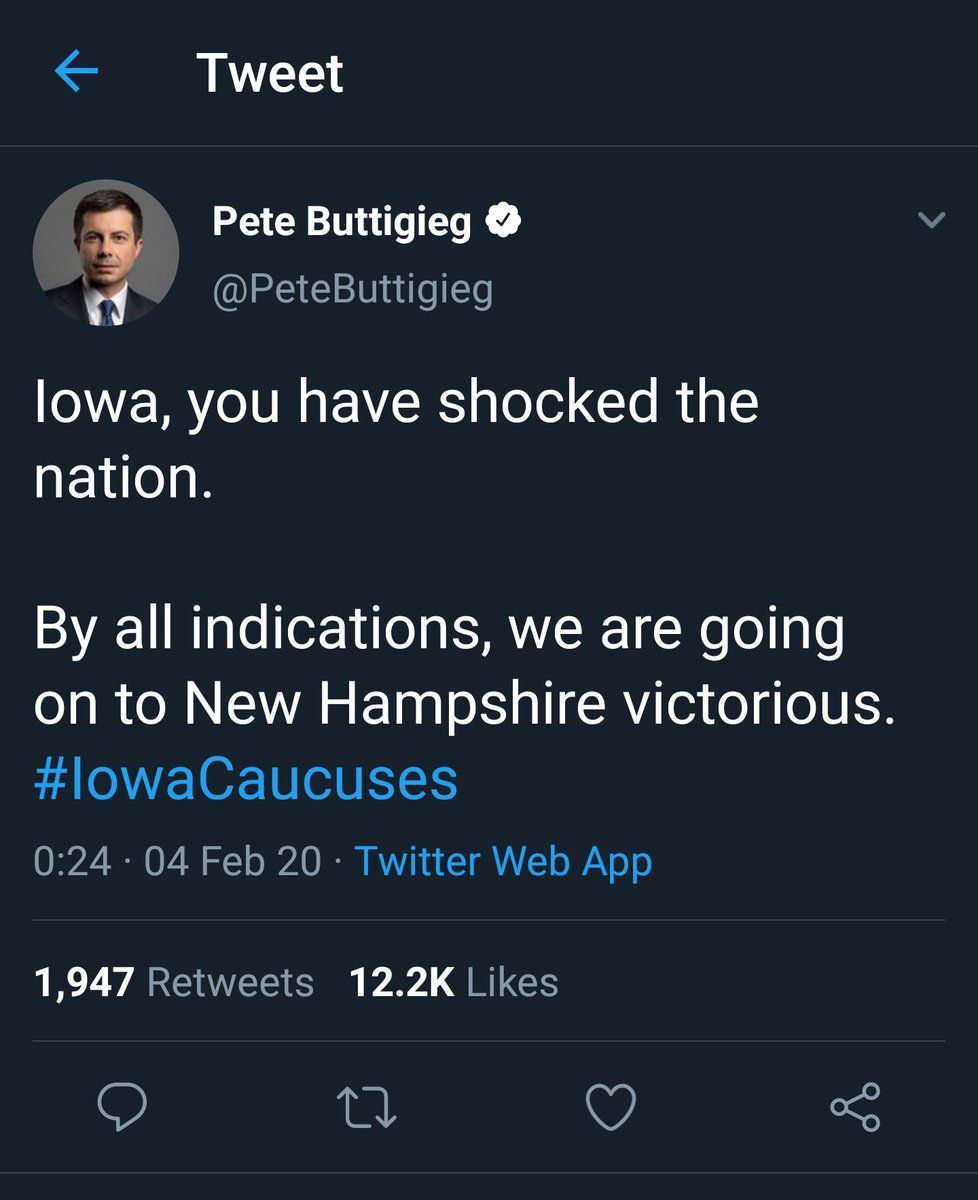 Tweet
Pete Buttigieg
@PeteButtigieg
Iowa, you have shocked the
nation.
By all indications, we are going
on to New Hampshire victorious.
#IowaCaucuses
0:24 · 04 Feb 20 · Twitter Web App
1,947 Retweets 12.2K Likes